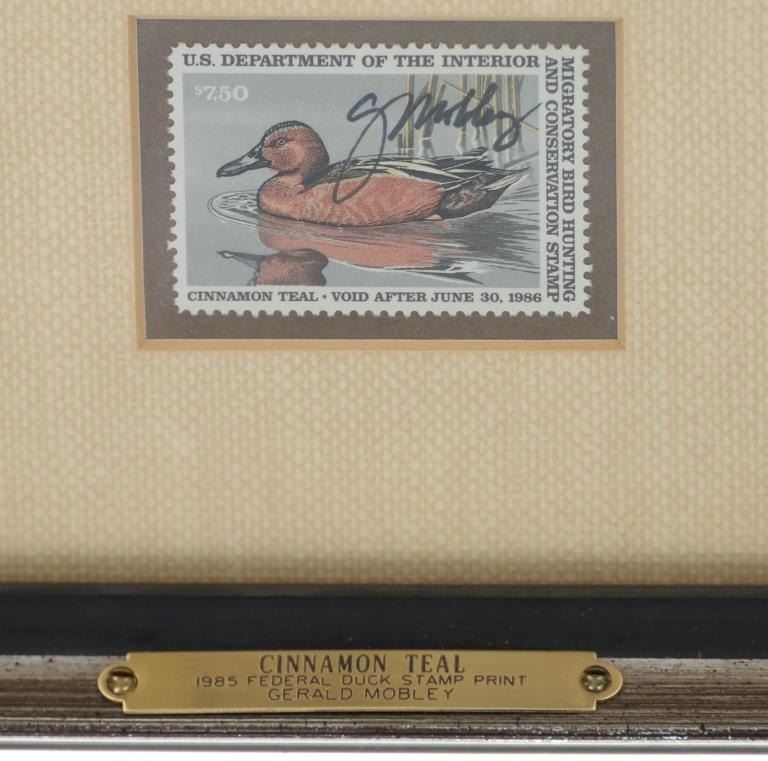 U.S. DEPARTMENT OF THE INTERIOR
$7.50
G Mobley
MIGRATORY BIRD HUNTING
AND CONSERVATION STAMP
CINNAMON TEAL • VOID AFTER JUNE 30, 1986
CINNAMON TEAL
1985 FEDERAL DUCK STAMP PRINT
GERALD MOBLEY